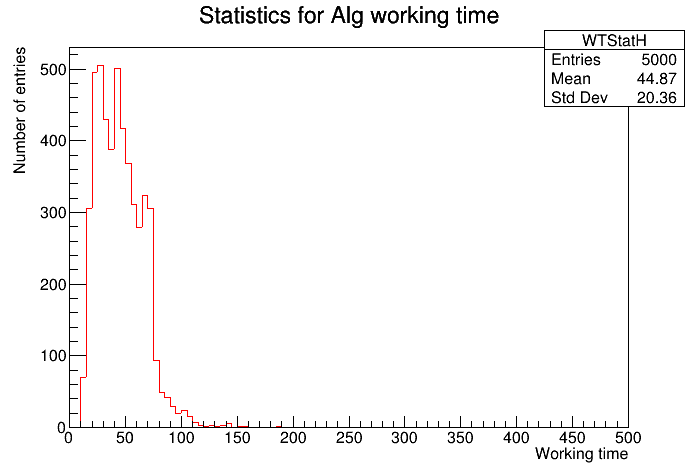 Statistics for Alg working time
WTStatH
Entries 5000
Mean 44.87
Std Dev 20.36
Number of entries
500
400
300
200
100
0
0 50 100 150 200 250 300 350 400 450 500
Working time